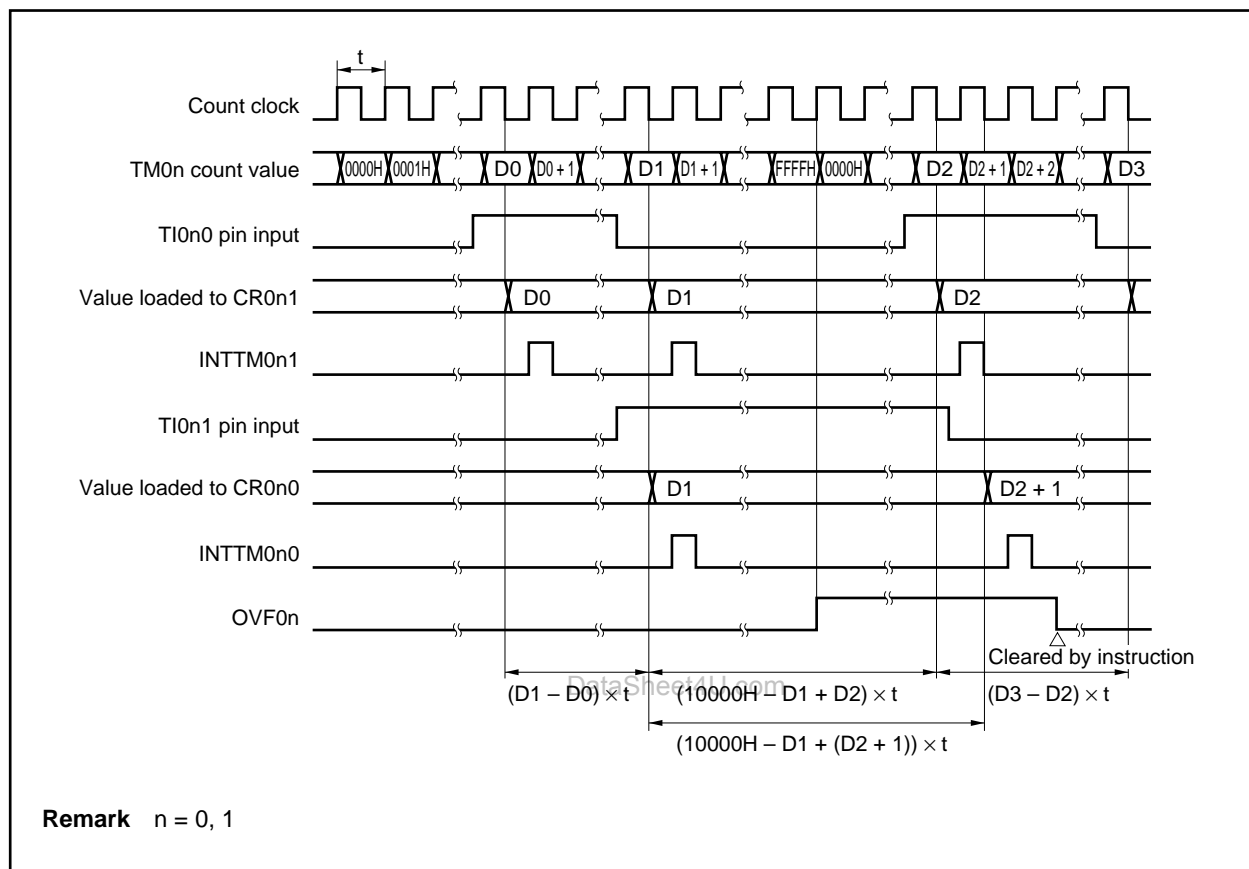 t
Count clock
TM0n count value
0000H 0001H D0 D0 + 1 D1 D1 + 1 FFFFH 0000H D2 D2 + 1 D2 + 2 D3
TI0n0 pin input
Value loaded to CR0n1
D0 D1 D2
INTTM0n1
TI0n1 pin input
Value loaded to CR0n0
D1 D2 + 1
INTTM0n0
OVF0n
Cleared by instruction
DataSheet4U.com
(D1 – D0) × t (10000H – D1 + D2) × t (D3 – D2) × t
(10000H – D1 + (D2 + 1)) × t
Remark n = 0, 1